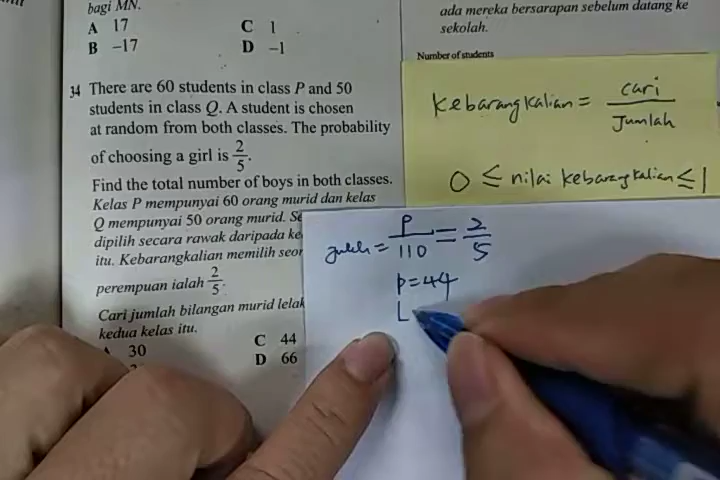 bagi MN.
A 17
C 1
B –17
D –1
34 There are 60 students in class P and 50
students in class Q. A student is chosen
at random from both classes. The probability
of choosing a girl is 2/5.
Find the total number of boys in both classes.
Kelas P mempunyai 60 orang murid dan kelas
Q mempunyai 50 orang murid.
dipilih secara rawak daripada
itu. Kebarangkalian memilih
perempuan ialah 2/5.
Cari jumlah bilangan murid
kedua kelas itu.
30
C 44
D 66
ada mereka bersarapan sebelum datang ke
sekolah.
Number of students
Kebarangkalian = cari / Jumlah
0 ≤ nilai kebarangkalian ≤ 1
= P/110 = 2/5
P = 44
L